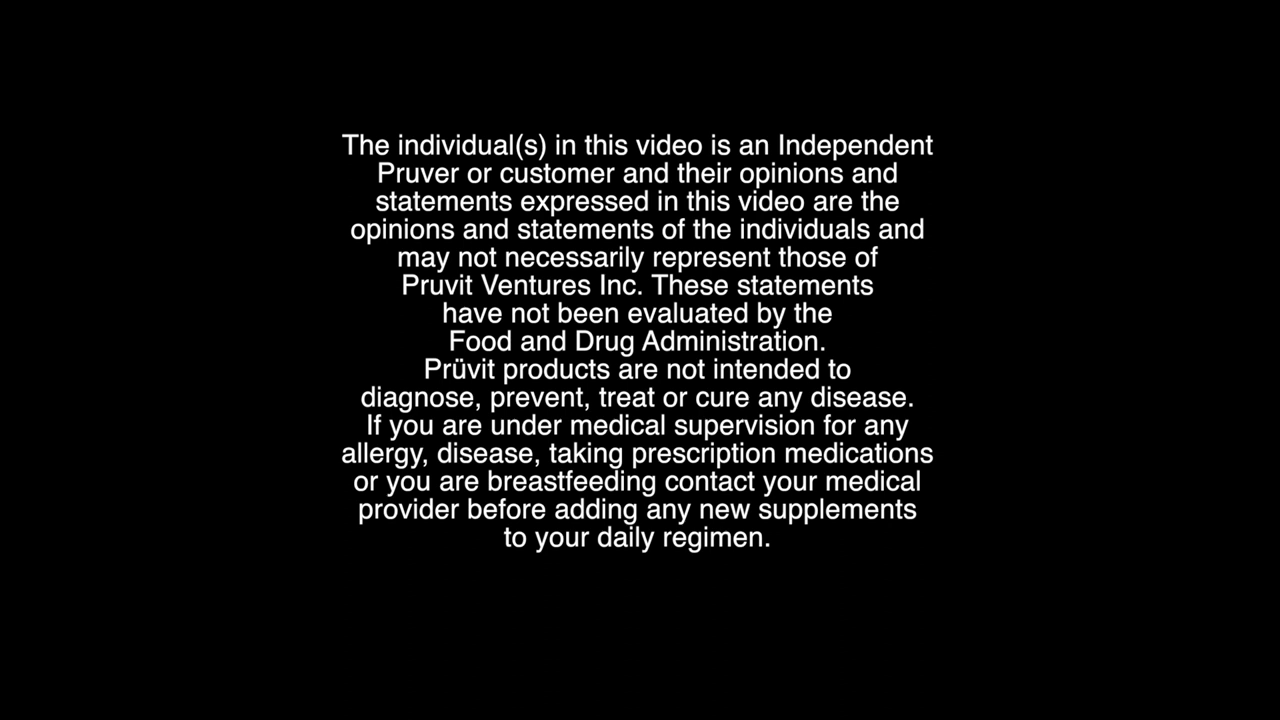 The individual(s) in this video is an Independent
Pruver or customer and their opinions and
statements expressed in this video are the
opinions and statements of the individuals and
may not necessarily represent those of
Pruvit Ventures Inc. These statements
have not been evaluated by the
Food and Drug Administration.
Prüvit products are not intended to
diagnose, prevent, treat or cure any disease.
If you are under medical supervision for any
allergy, disease, taking prescription medications
or you are breastfeeding contact your medical
provider before adding any new supplements
to your daily regimen.